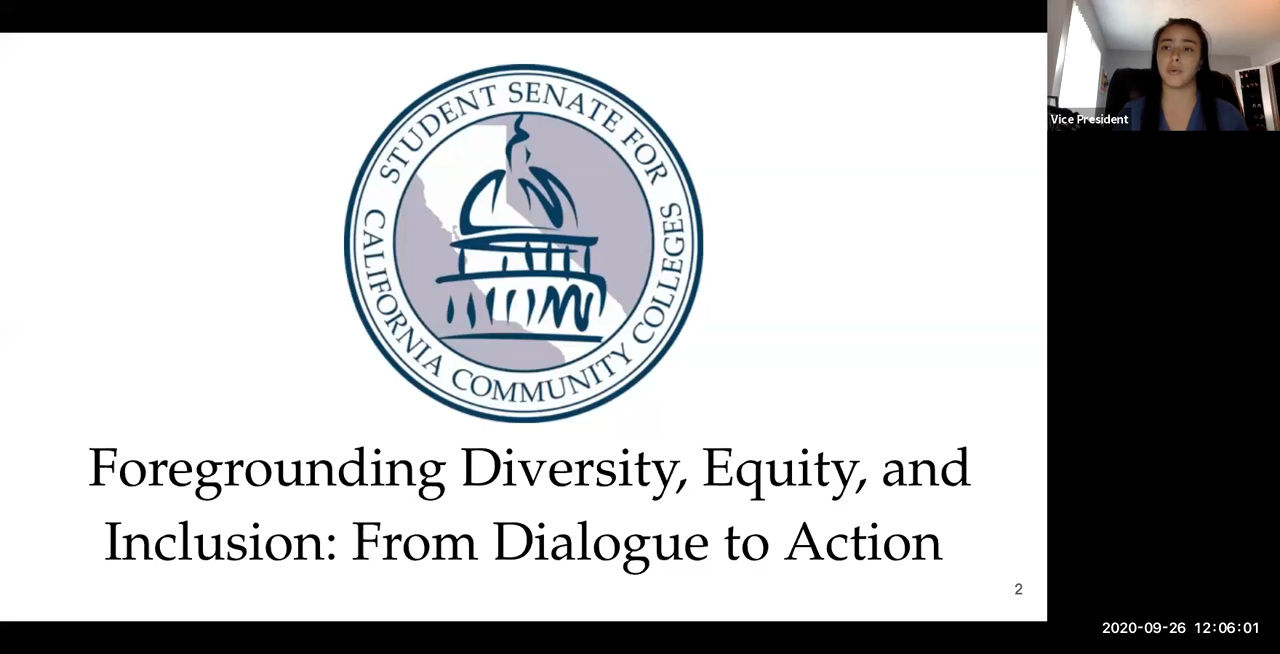 STUDENT SENATE FOR
CALIFORNIA COMMUNITY COLLEGES
Vice President
Foregrounding Diversity, Equity, and
Inclusion: From Dialogue to Action
2
2020-09-26 12:06:01